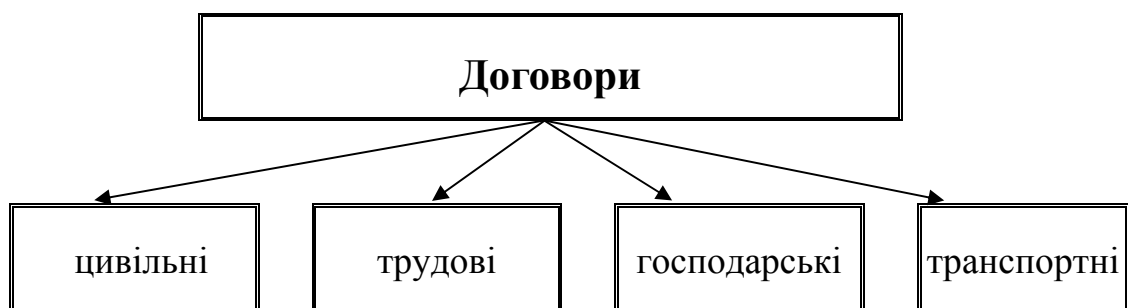 Договори
цивільні
трудові
господарські
транспортні